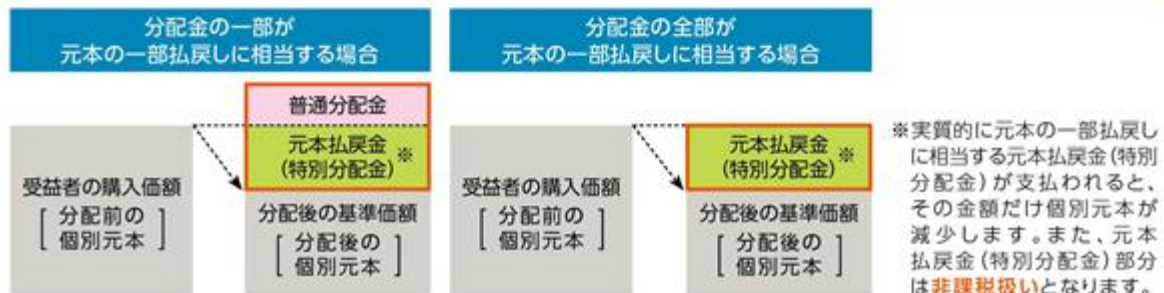 分配金の一部が
元本の一部払戻しに相当する場合
普通分配金
元本払戻金
(特別分配金)
※
受益者の購入価額
[ 分配前の
個別元本 ]
分配後の基準価額
[ 分配後の
個別元本 ]
分配金の全部が
元本の一部払戻しに相当する場合
元本払戻金
(特別分配金)
※
受益者の購入価額
[ 分配前の
個別元本 ]
分配後の基準価額
[ 分配後の
個別元本 ]
※実質的に元本の一部払戻し
に相当する元本払戻金(特別
分配金)が支払われると、
その金額だけ個別元本が
減少します。また、元本
払戻金(特別分配金)部分
は非課税扱いとなります。